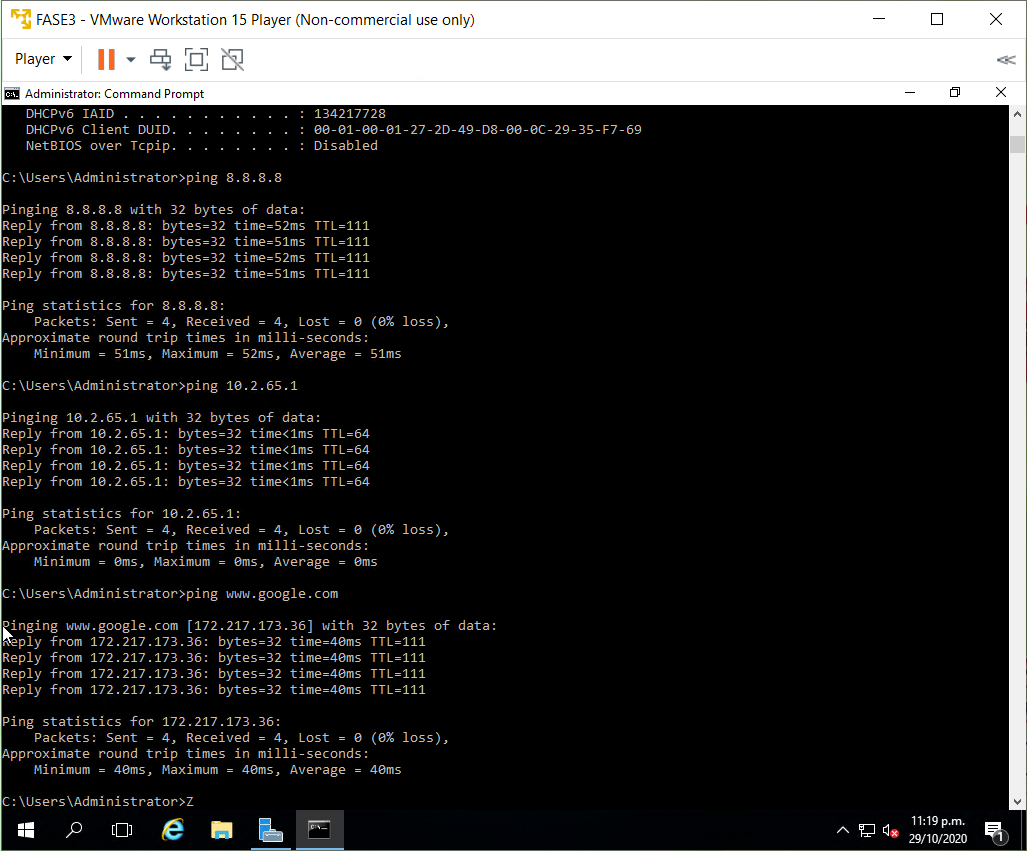 FASE3 - VMware Workstation 15 Player (Non-commercial use only)
Player
Administrator: Command Prompt
DHCPv6 IAID . . . . . . . . . . . : 134217728
DHCPv6 Client DUID. . . . . . . . : 00-01-00-01-27-2D-49-D8-00-0C-29-35-F7-69
NetBIOS over Tcpip. . . . . . . . : Disabled
C:\Users\Administrator>ping 8.8.8.8
Pinging 8.8.8.8 with 32 bytes of data:
Reply from 8.8.8.8: bytes=32 time=52ms TTL=111
Reply from 8.8.8.8: bytes=32 time=51ms TTL=111
Reply from 8.8.8.8: bytes=32 time=52ms TTL=111
Reply from 8.8.8.8: bytes=32 time=51ms TTL=111
Ping statistics for 8.8.8.8:
Packets: Sent = 4, Received = 4, Lost = 0 (0% loss),
Approximate round trip times in milli-seconds:
Minimum = 51ms, Maximum = 52ms, Average = 51ms
C:\Users\Administrator>ping 10.2.65.1
Pinging 10.2.65.1 with 32 bytes of data:
Reply from 10.2.65.1: bytes=32 time<1ms TTL=64
Reply from 10.2.65.1: bytes=32 time<1ms TTL=64
Reply from 10.2.65.1: bytes=32 time<1ms TTL=64
Reply from 10.2.65.1: bytes=32 time<1ms TTL=64
Ping statistics for 10.2.65.1:
Packets: Sent = 4, Received = 4, Lost = 0 (0% loss),
Approximate round trip times in milli-seconds:
Minimum = 0ms, Maximum = 0ms, Average = 0ms
C:\Users\Administrator>ping www.google.com
Pinging www.google.com [172.217.173.36] with 32 bytes of data:
Reply from 172.217.173.36: bytes=32 time=40ms TTL=111
Reply from 172.217.173.36: bytes=32 time=40ms TTL=111
Reply from 172.217.173.36: bytes=32 time=40ms TTL=111
Reply from 172.217.173.36: bytes=32 time=40ms TTL=111
Ping statistics for 172.217.173.36:
Packets: Sent = 4, Received = 4, Lost = 0 (0% loss),
Approximate round trip times in milli-seconds:
Minimum = 40ms, Maximum = 40ms, Average = 40ms
C:\Users\Administrator>Z
11:19 p.m.
29/10/2020
1